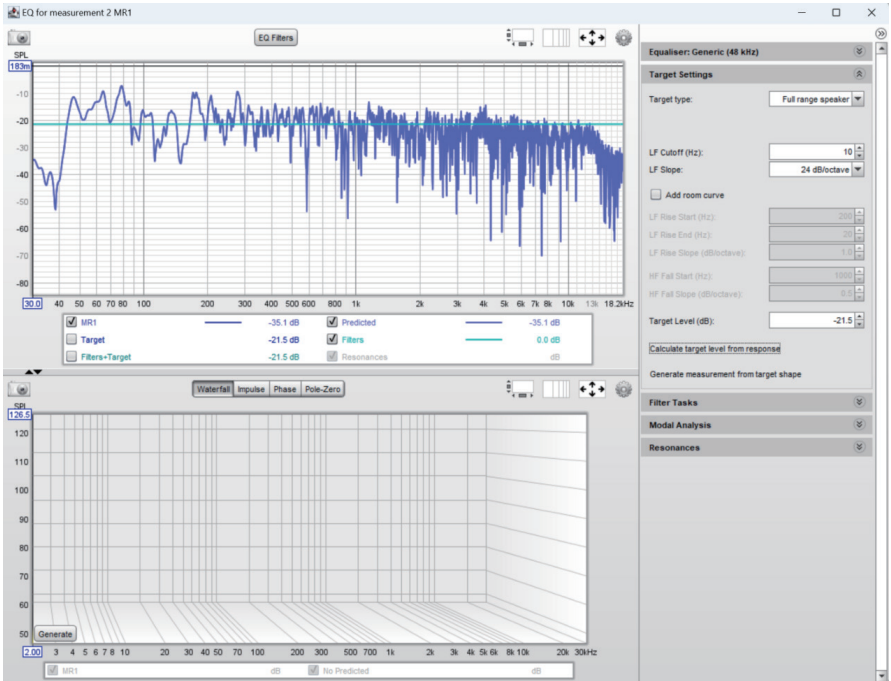 EQ for measurement 2 MR1
EQ Filters
SPL
183m
-10
-20
-30
-40
-50
-60
-70
-80
30.0 40 50 60 70 80 100 200 300 400 500 600 800 1k 2k 3k 4k 5k 6k 7k 8k 10k 13k 18.2kHz
MR1 -35.1 dB Predicted -35.1 dB
Target -21.5 dB Filters 0.0 dB
Filters+Target -21.5 dB Resonances dB
Waterfall Impulse Phase Pole-Zero
SPL
126.5
120
110
100
90
80
70
60
50 Generate
2.00 3 4 5 6 7 8 10 20 30 40 50 70 100 200 300 500 700 1k 2k 3k 4k 5k 6k 8k 10k 20k 30kHz
MR1 dB No Predicted dB
Equaliser: Generic (48 kHz)
Target Settings
Target type: Full range speaker
LF Cutoff (Hz): 10
LF Slope: 24 dB/octave
Add room curve
LF Rise Start (Hz): 200
LF Rise End (Hz): 20
LF Rise Slope (dB/octave): 1.0
HF Fall Start (Hz): 1000
HF Fall Slope (dB/octave): 0.5
Target Level (dB): -21.5
Calculate target level from response
Generate measurement from target shape
Filter Tasks
Modal Analysis
Resonances